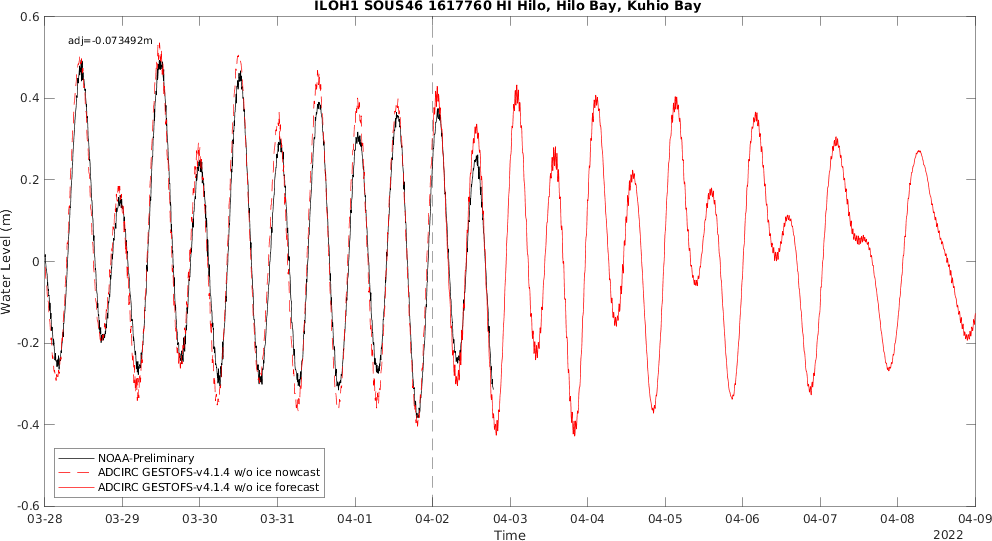 ILOH1 SOUS46 1617760 HI Hilo, Hilo Bay, Kuhio Bay
adj=-0.073492m
0.6
0.4
0.2
0
-0.2
-0.4
-0.6
Water Level (m)
NOAA-Preliminary
ADCIRC GESTOFS-v4.1.4 w/o ice nowcast
ADCIRC GESTOFS-v4.1.4 w/o ice forecast
03-28 03-29 03-30 03-31 04-01 04-02 04-03 04-04 04-05 04-06 04-07 04-08 04-09
Time
2022